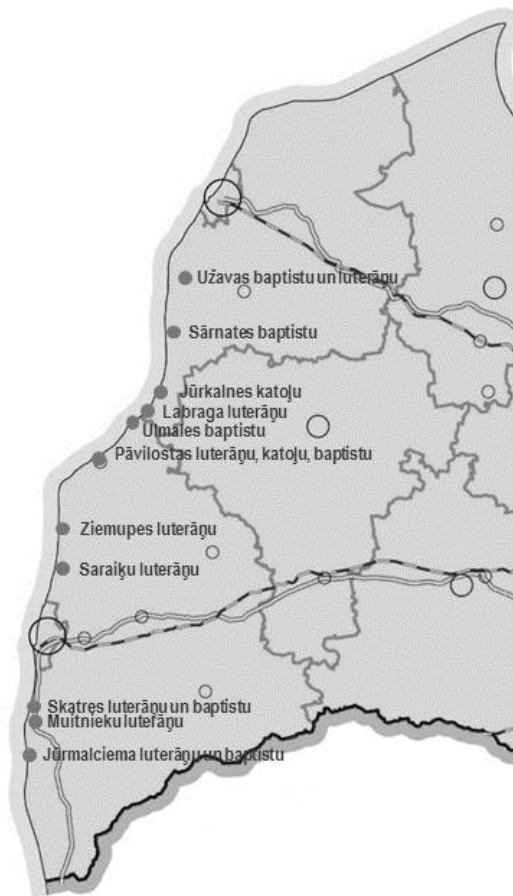 Užavas baptistu un luterāņu
Sārnates baptistu
Jūrkalnes katoļu
Labraga luterāņu
Ulmales baptistu
Pāvilostas luterāņu, katoļu, baptistu
Ziemupes luterāņu
Saraiķu luterāņu
Skatres luterāņu un baptistu
Muitnieku luterāņu
Jūrmalciema luterāņu un baptistu